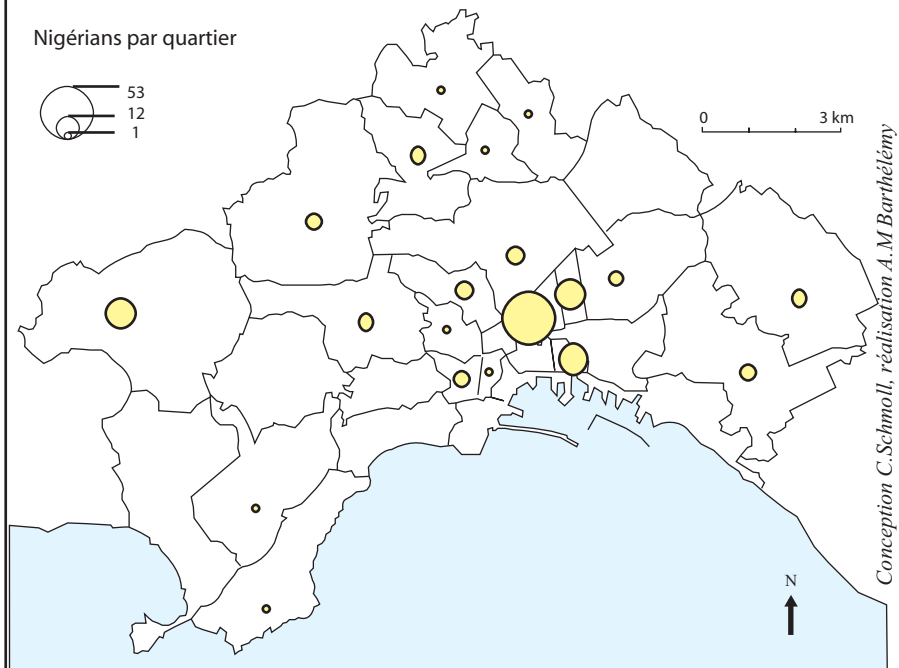 Nigérians par quartier
53
12
1
0 3 km
Conception C.Schmoll, réalisation A.M Barthélémy
N